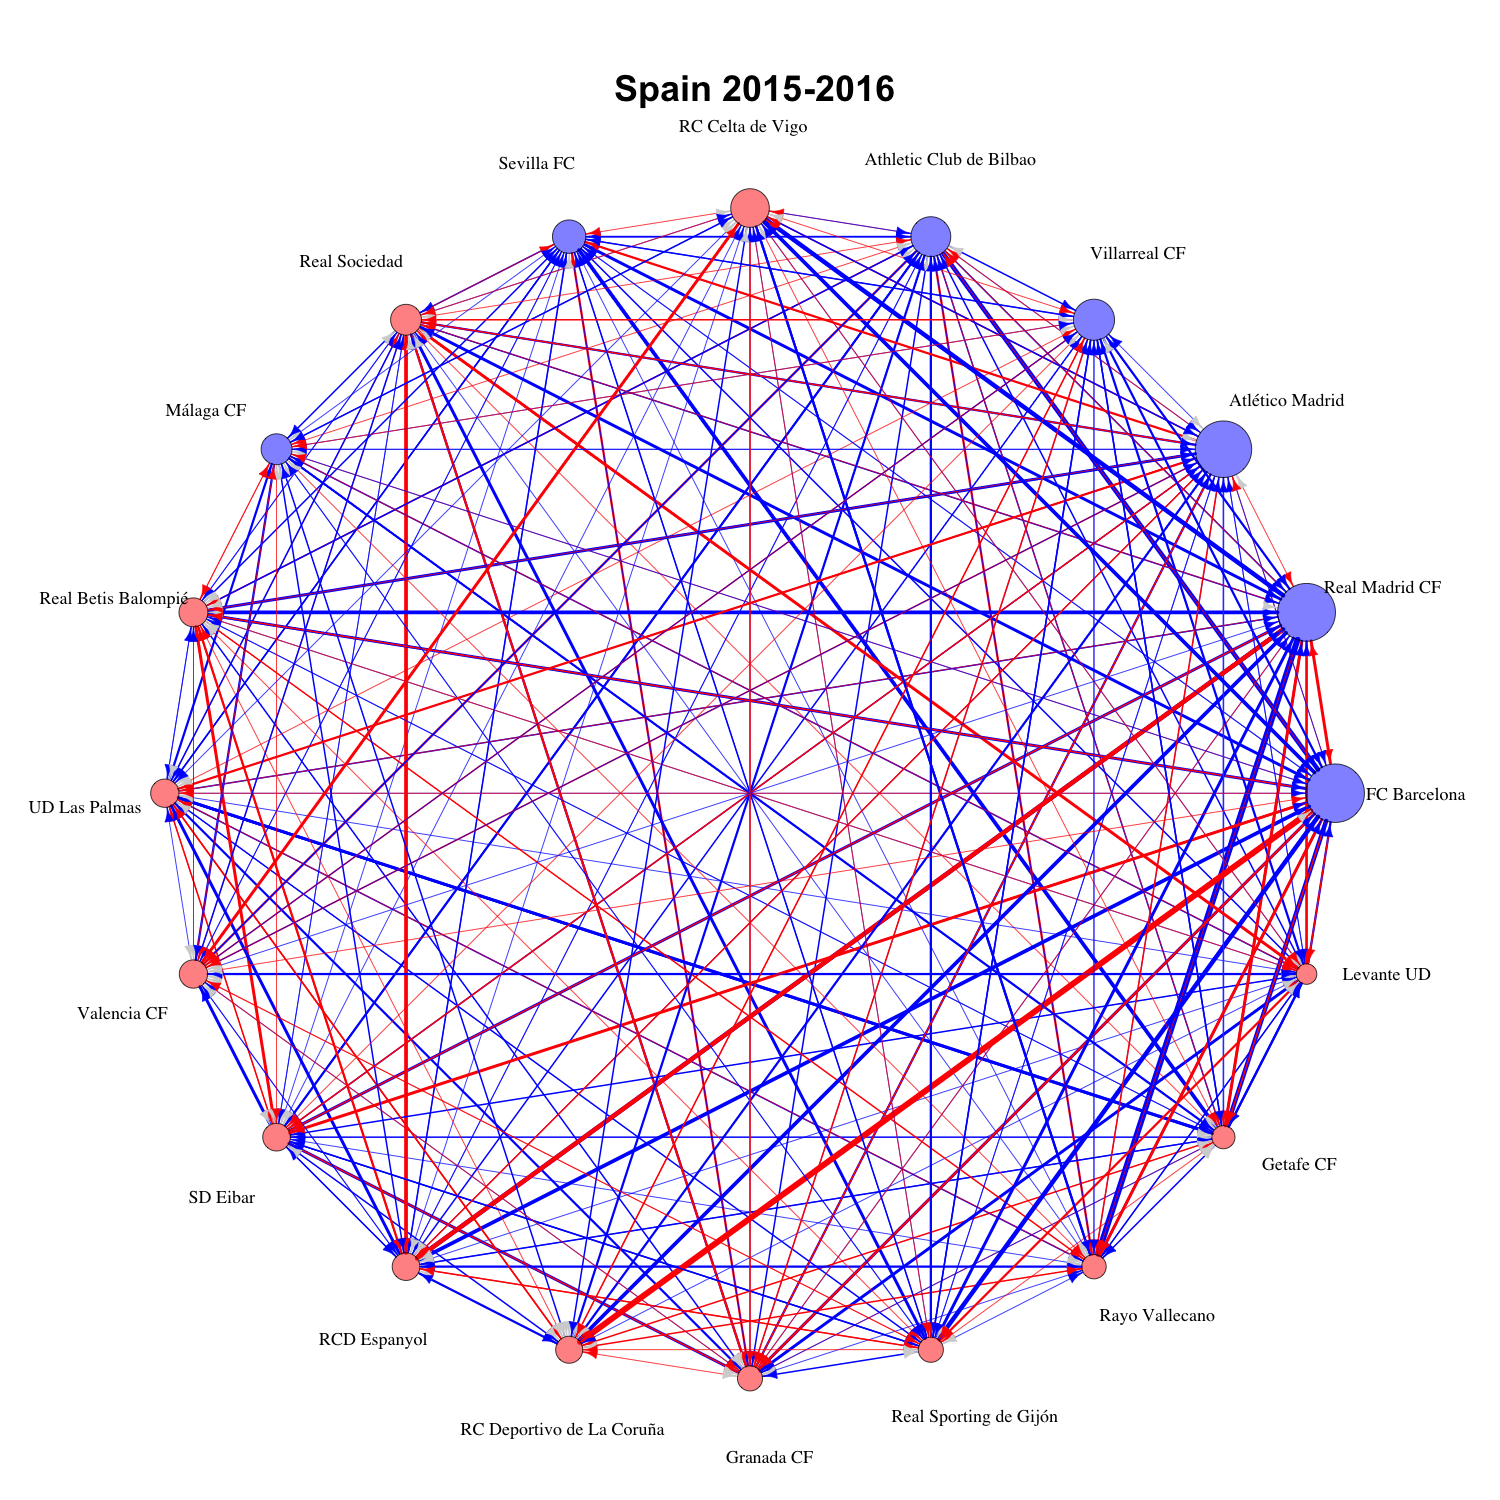 Spain 2015-2016
RC Celta de Vigo
Athletic Club de Bilbao
Sevilla FC
Villarreal CF
Real Sociedad
Atlético Madrid
Málaga CF
Real Madrid CF
Real Betis Balompié
FC Barcelona
UD Las Palmas
Levante UD
Valencia CF
Getafe CF
SD Eibar
Rayo Vallecano
RCD Espanyol
Real Sporting de Gijón
RC Deportivo de La Coruña
Granada CF